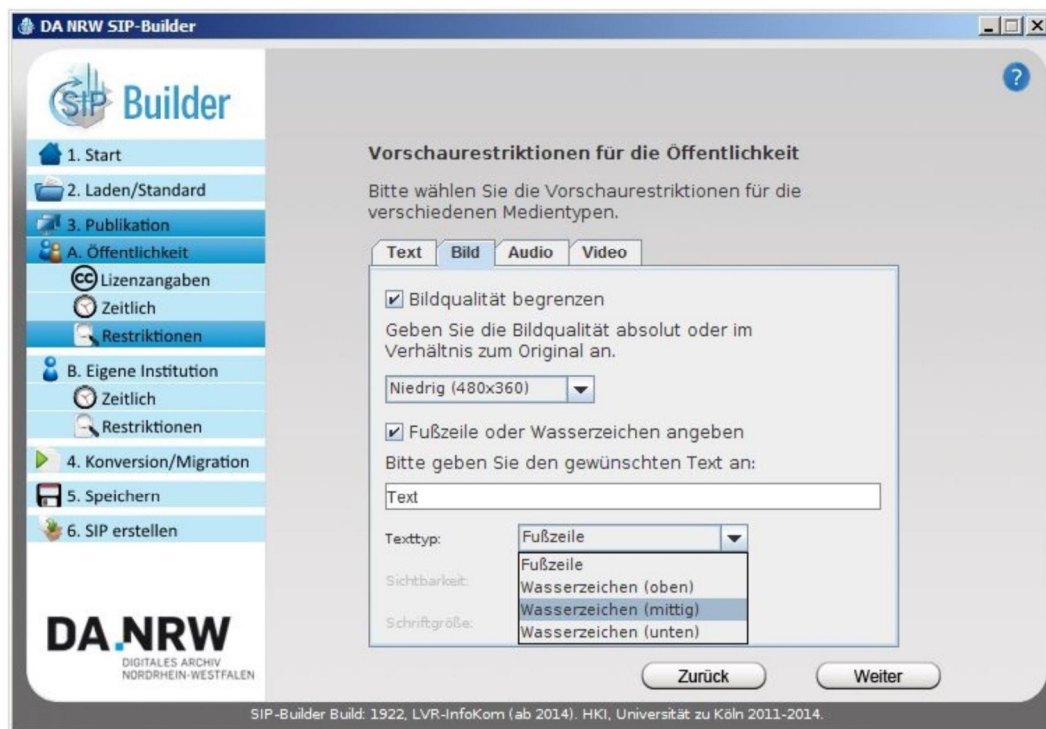 DA NRW SIP-Builder
SIP Builder
1. Start
2. Laden/Standard
3. Publikation
A. Öffentlichkeit
cc Lizenzangaben
Zeitlich
Restriktionen
B. Eigene Institution
Zeitlich
Restriktionen
4. Konversion/Migration
5. Speichern
6. SIP erstellen
DA.NRW
DIGITALES ARCHIV
NORDRHEIN-WESTFALEN
?
Vorschaurestriktionen für die Öffentlichkeit
Bitte wählen Sie die Vorschaurestriktionen für die
verschiedenen Medientypen.
Text Bild Audio Video
Bildqualität begrenzen
Geben Sie die Bildqualität absolut oder im
Verhältnis zum Original an.
Niedrig (480x360)
Fußzeile oder Wasserzeichen angeben
Bitte geben Sie den gewünschten Text an:
Text
Texttyp: Fußzeile
Fußzeile
Sichtbarkeit: Wasserzeichen (oben)
Wasserzeichen (mittig)
Schriftgröße: Wasserzeichen (unten)
Zurück Weiter
SIP-Builder Build: 1922, LVR-InfoKom (ab 2014). HKI, Universität zu Köln 2011-2014.